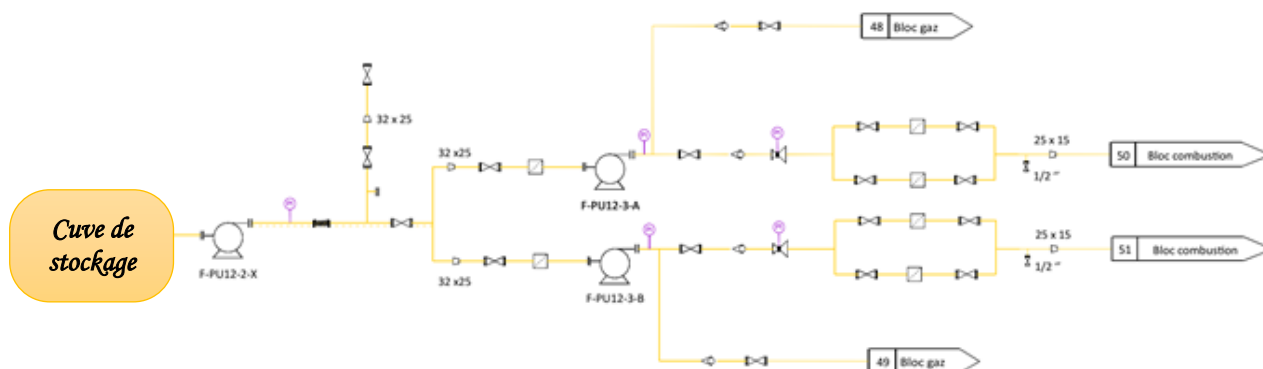 48 Bloc gaz
32 x 25
32 x25
25 x 15
50 Bloc combustion
1/2 ‘’
F-PU12-3-A
Cuve de
stockage
F-PU12-2-X
25 x 15
51 Bloc combustion
1/2 ‘’
32 x25
F-PU12-3-B
49 Bloc gaz